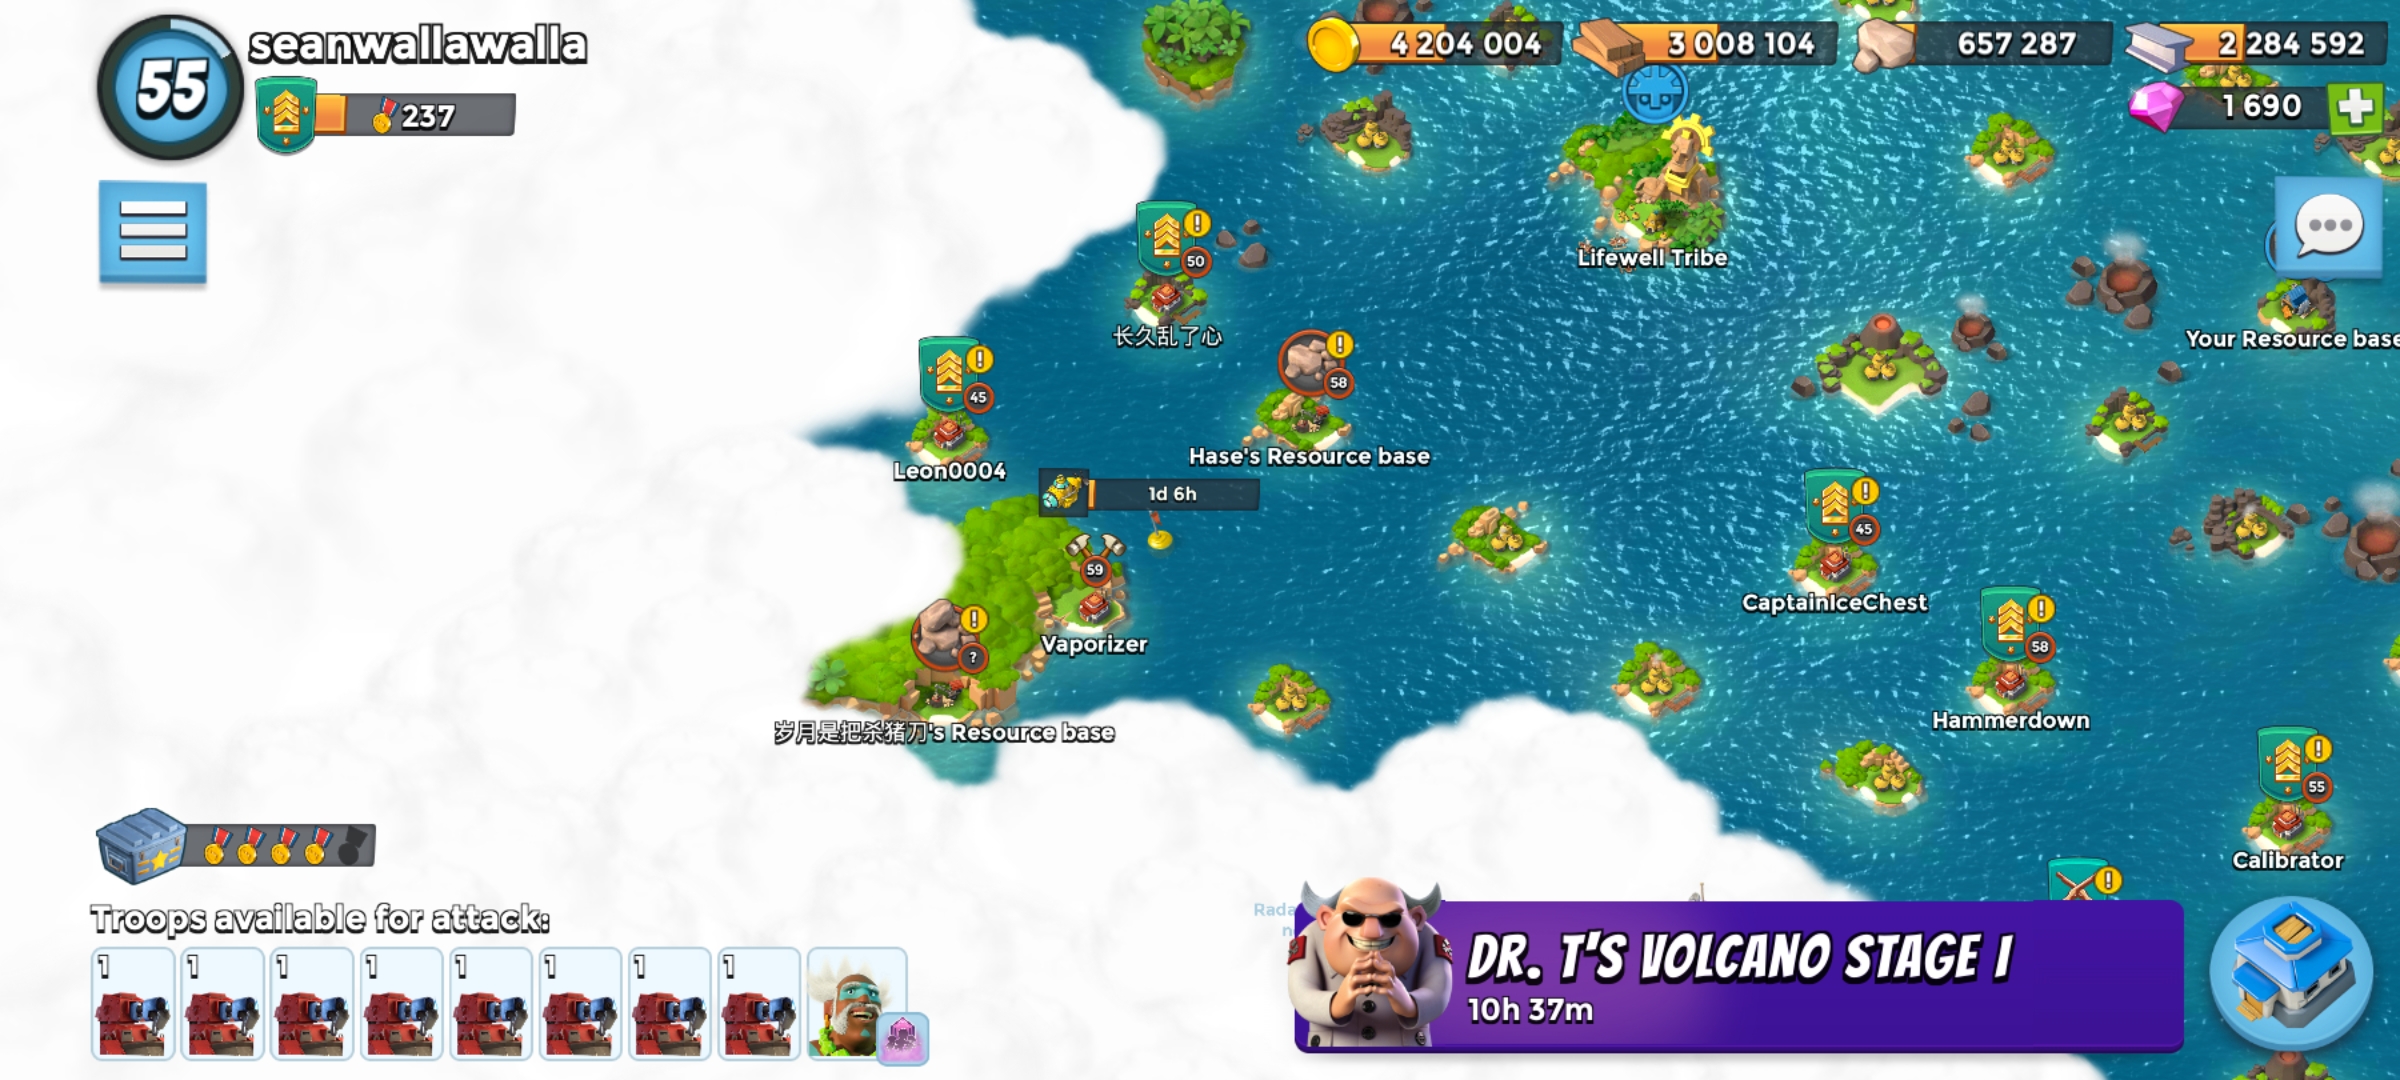 55
seanwallawalla
237
4 204 004
3 008 104
657 287
2 284 592
1 690
Lifewell Tribe
50
长久乱了心
Your Resource base
45
Leon0004
58
Hase's Resource base
1d 6h
59
Vaporizer
?
岁月是把杀猪刀's Resource base
45
CaptainIceChest
58
Hammerdown
55
Calibrator
Troops available for attack:
1
1
1
1
1
1
1
1
DR. T'S VOLCANO STAGE I
10h 37m